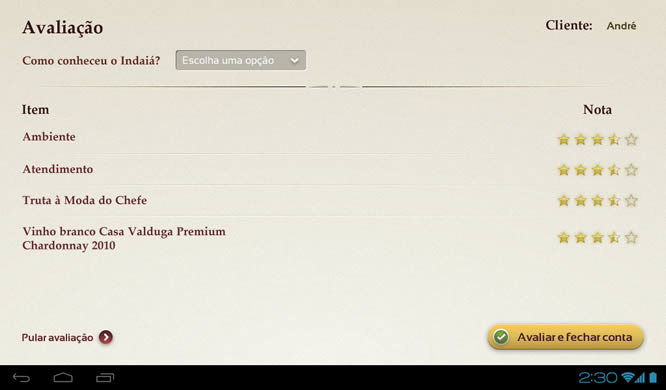 Avaliação
Cliente: André
Como conheceu o Indaiá? Escolha uma opção
Item Nota
Ambiente
Atendimento
Truta à Moda do Chefe
Vinho branco Casa Valduga Premium
Chardonnay 2010
Pular avaliação
Avaliar e fechar conta
2:30